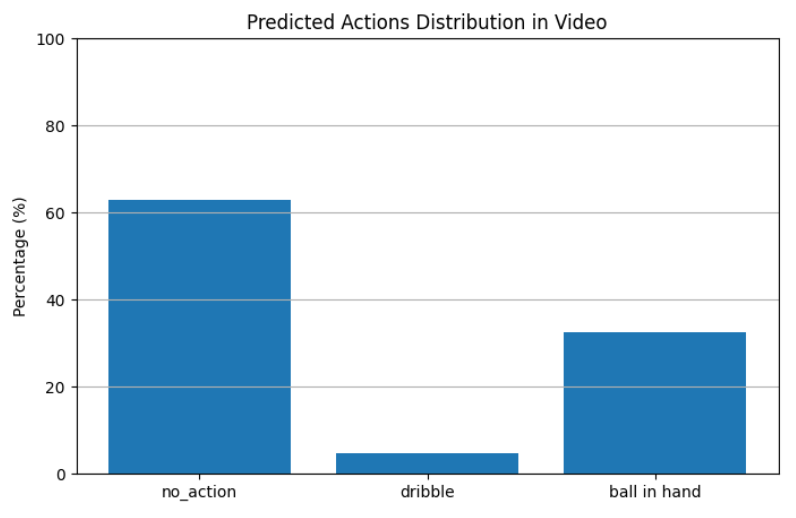 Predicted Actions Distribution in Video
Percentage (%)
100
80
60
40
20
0
no_action dribble ball in hand